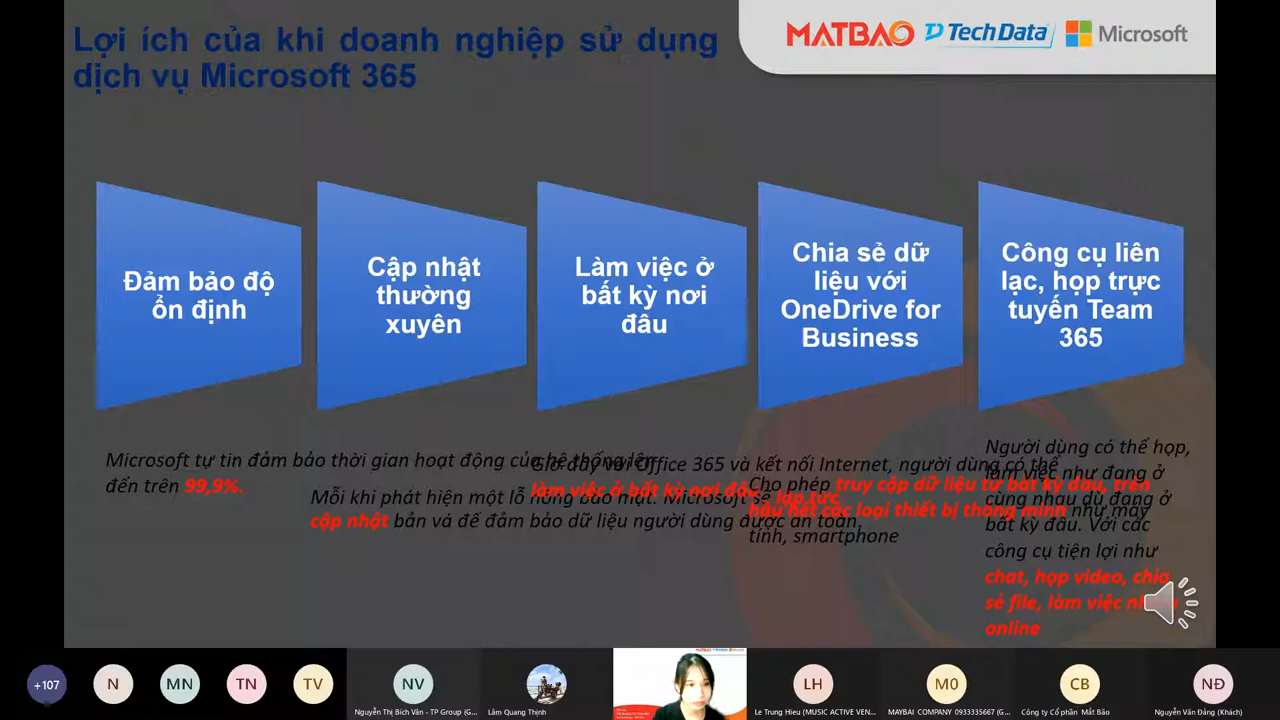 Lợi ích của khi doanh nghiệp sử dụng
dịch vụ Microsoft 365
MATBAO
TechData
Microsoft
Đảm bảo độ
ổn định
Cập nhật
thường
xuyên
Làm việc ở
bất kỳ nơi
đâu
Chia sẻ dữ
liệu với
OneDrive for
Business
Công cụ liên
lạc, họp trực
tuyến Team
365
Microsoft tự tin đảm bảo thời gian hoạt động của hệ thống lên
đến trên 99,9%.
Mỗi khi phát hiện một lỗ hổng bảo mật. Microsoft sẽ lập tức
cập nhật bản vá để đảm bảo dữ liệu người dùng được an toàn.
Giờ đây với Office 365 và kết nối Internet, người dùng có thể
làm việc ở bất kỳ nơi đâu
Cho phép truy cập dữ liệu từ bất kỳ đâu, trên
hầu hết các loại thiết bị thông minh như máy
tính, smartphone
Người dùng có thể họp,
làm việc như đang ở
cùng nhau dù đang ở
bất kỳ đâu. Với các
công cụ tiện lợi như
chat, họp video, chia
sẻ file, làm việc
online
+107
N
MN
TN
TV
NV
LH
M0
CB
NĐ
Nguyễn Thị Bích Vân - TP Group (G...
Lâm Quang Thịnh
Le Trung Hieu (MUSIC ACTIVE VEN...
MAYBAI COMPANY 0933335667 (G...
Công ty Cổ phần Mắt Bão
Nguyễn Văn Đảng (Khách)